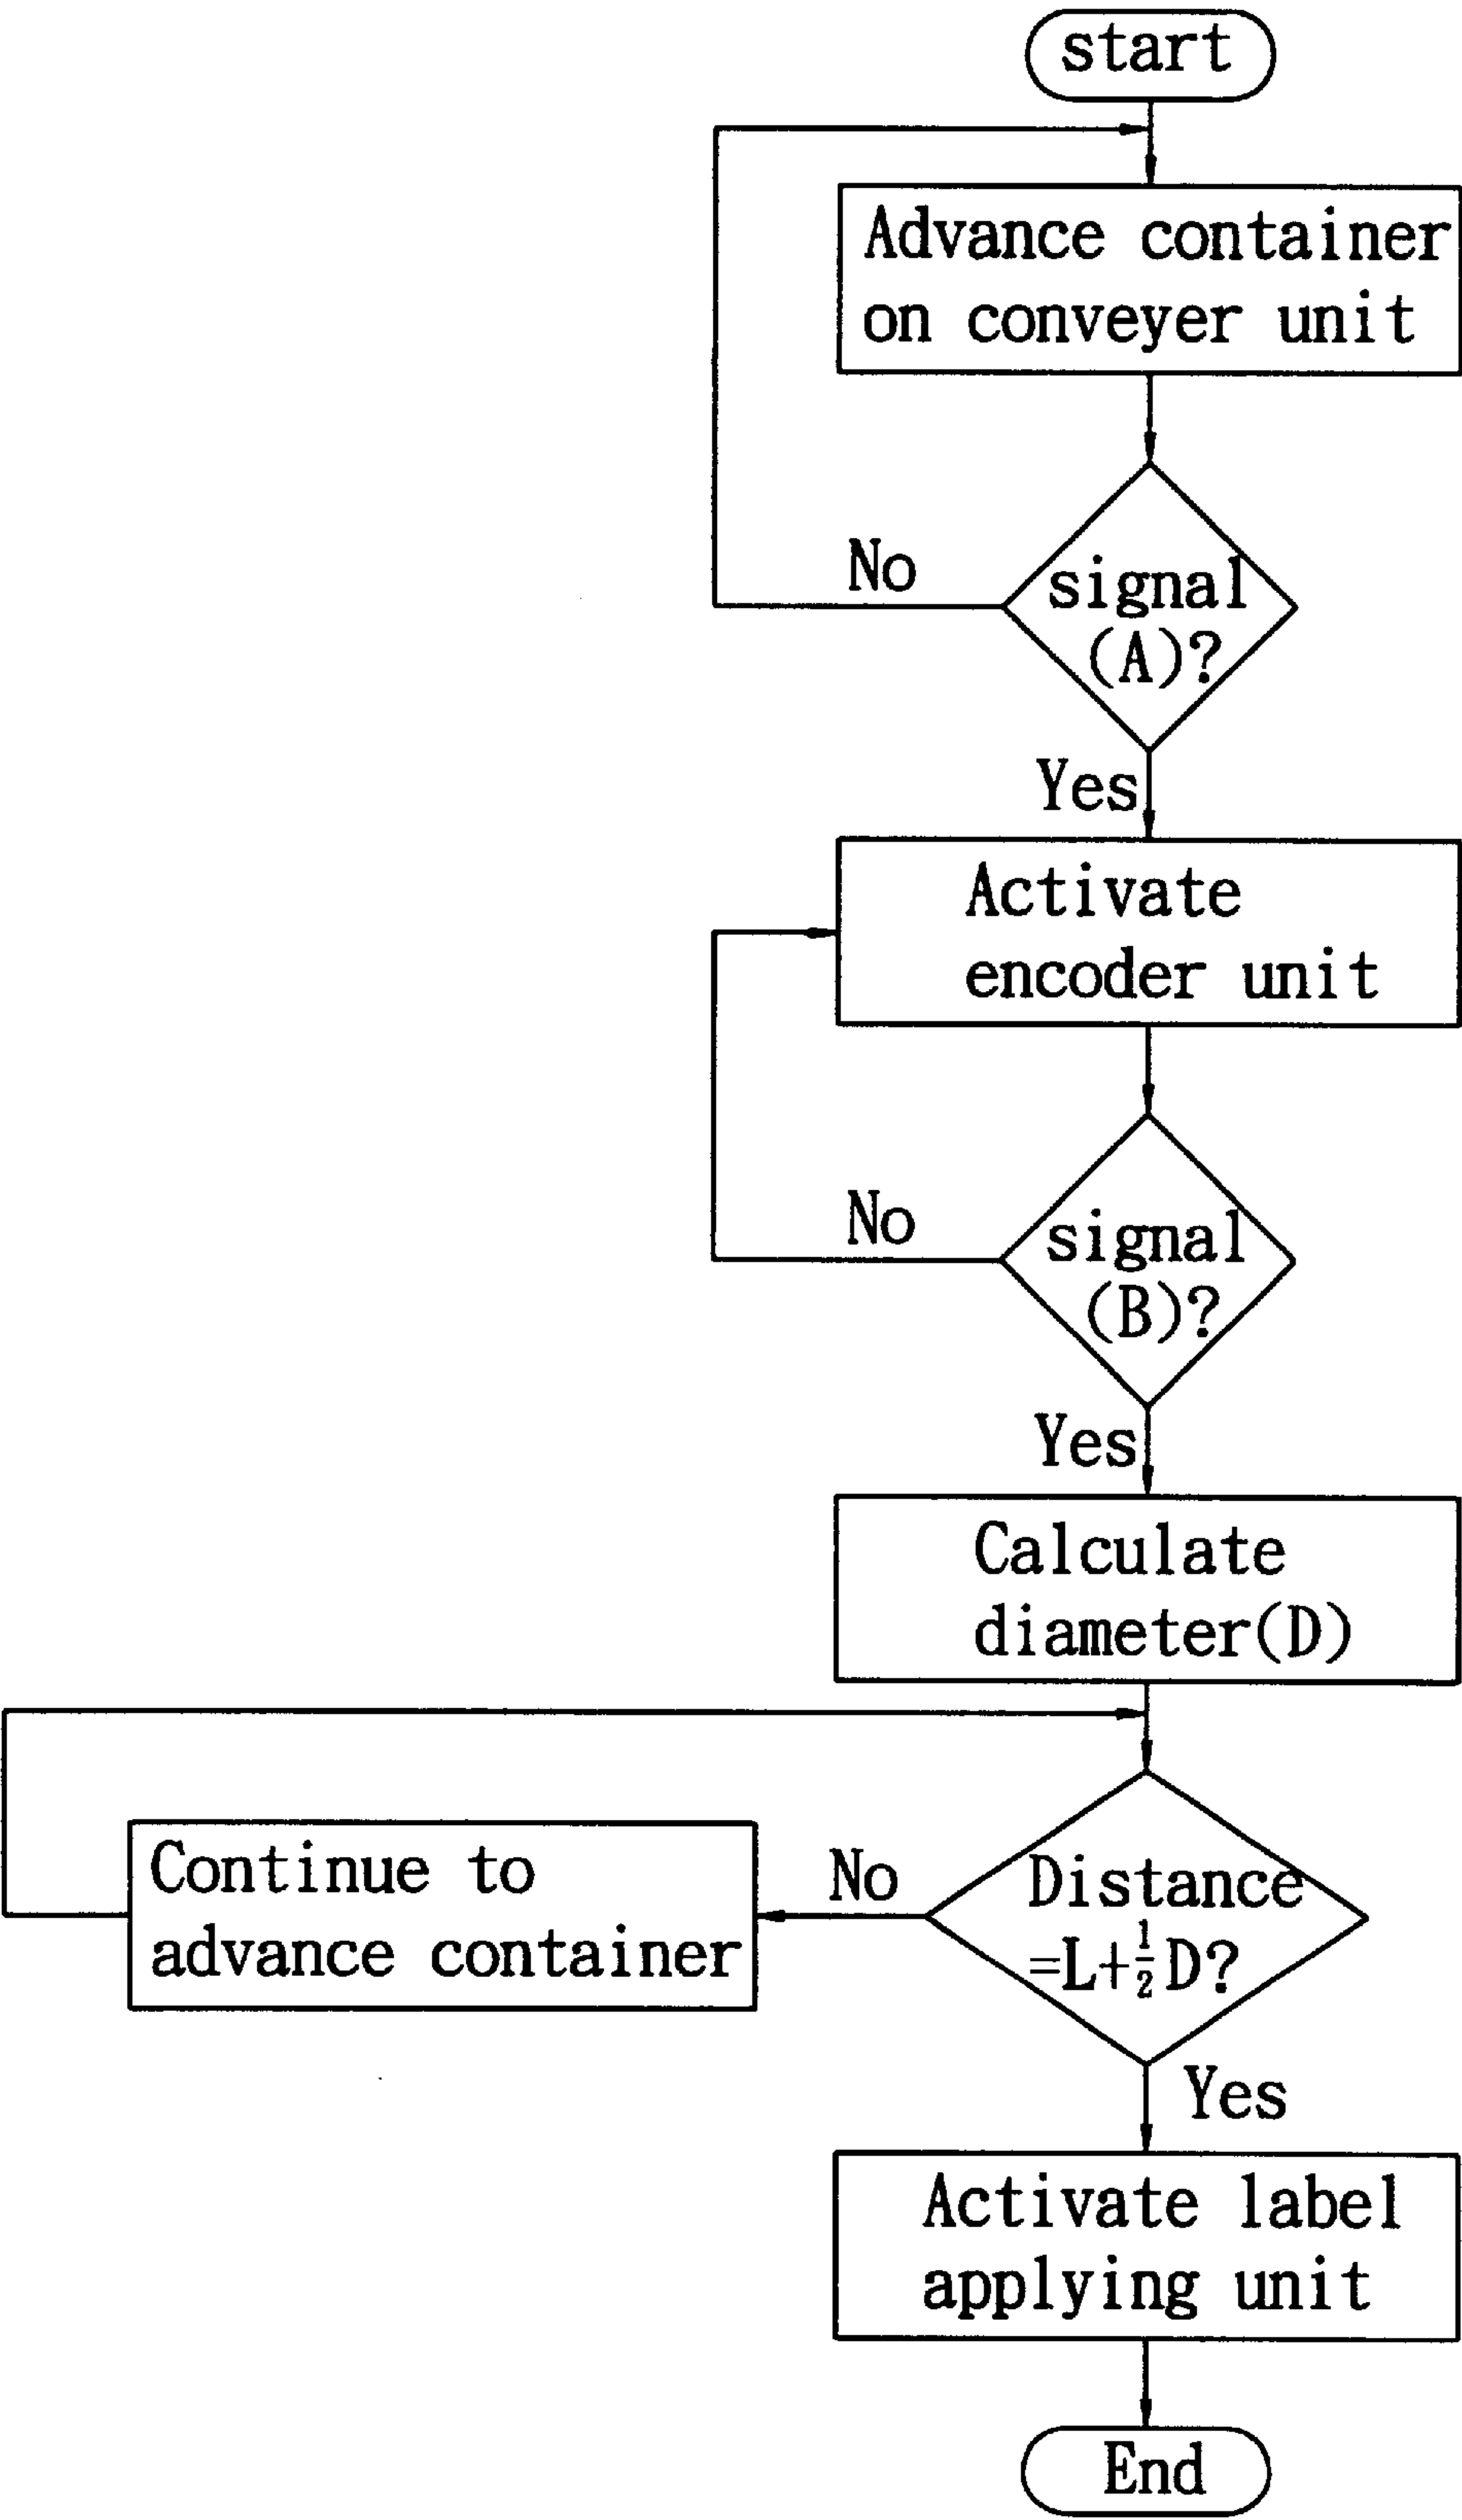 start
Advance container
on conveyer unit
No
signal
(A)?
Yes
Activate
encoder unit
No
signal
(B)?
Yes
Calculate
diameter(D)
Continue to
advance container
No
Distance
=L+1/2 D?
Yes
Activate label
applying unit
End